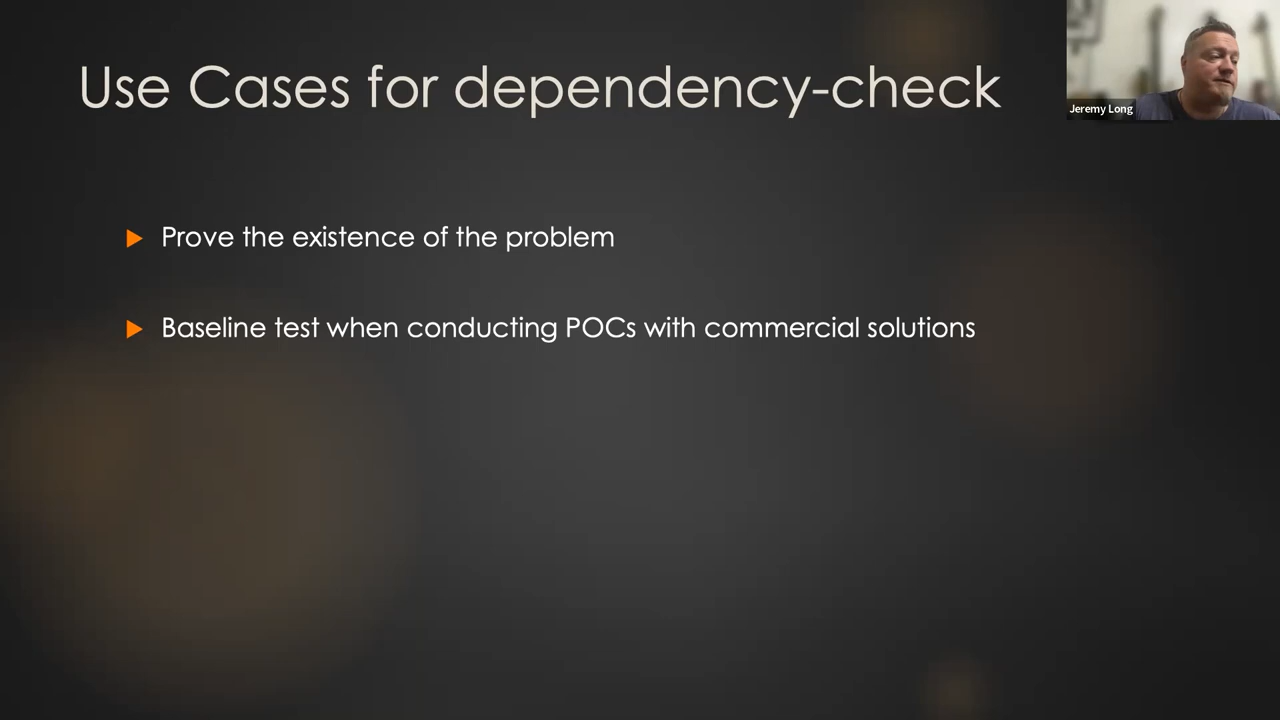 Use Cases for dependency-check
Jeremy Long
Prove the existence of the problem
Baseline test when conducting POCs with commercial solutions